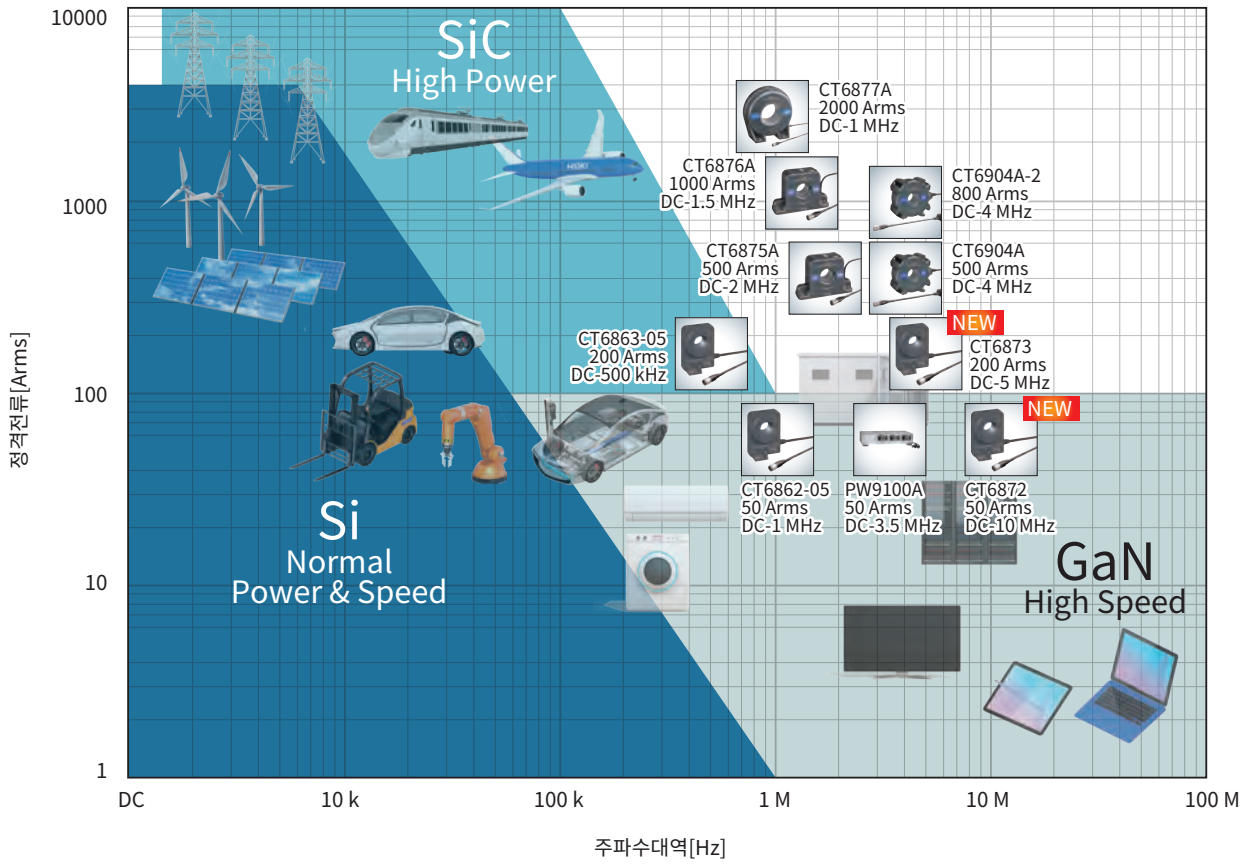 10000
1000
100
10
1
정격전류[Arms]
SiC
High Power
HIOKI
CT6877A
2000 Arms
DC-1 MHz
CT6876A
1000 Arms
DC-1.5 MHz
CT6904A-2
800 Arms
DC-4 MHz
CT6875A
500 Arms
DC-2 MHz
CT6904A
500 Arms
DC-4 MHz
CT6863-05
200 Arms
DC-500 kHz
NEW
CT6873
200 Arms
DC-5 MHz
NEW
CT6862-05
50 Arms
DC-1 MHz
PW9100A
50 Arms
DC-3.5 MHz
CT6872
50 Arms
DC-10 MHz
Si
Normal
Power & Speed
GaN
High Speed
DC
10 k
100 k
1 M
10 M
100 M
주파수대역[Hz]